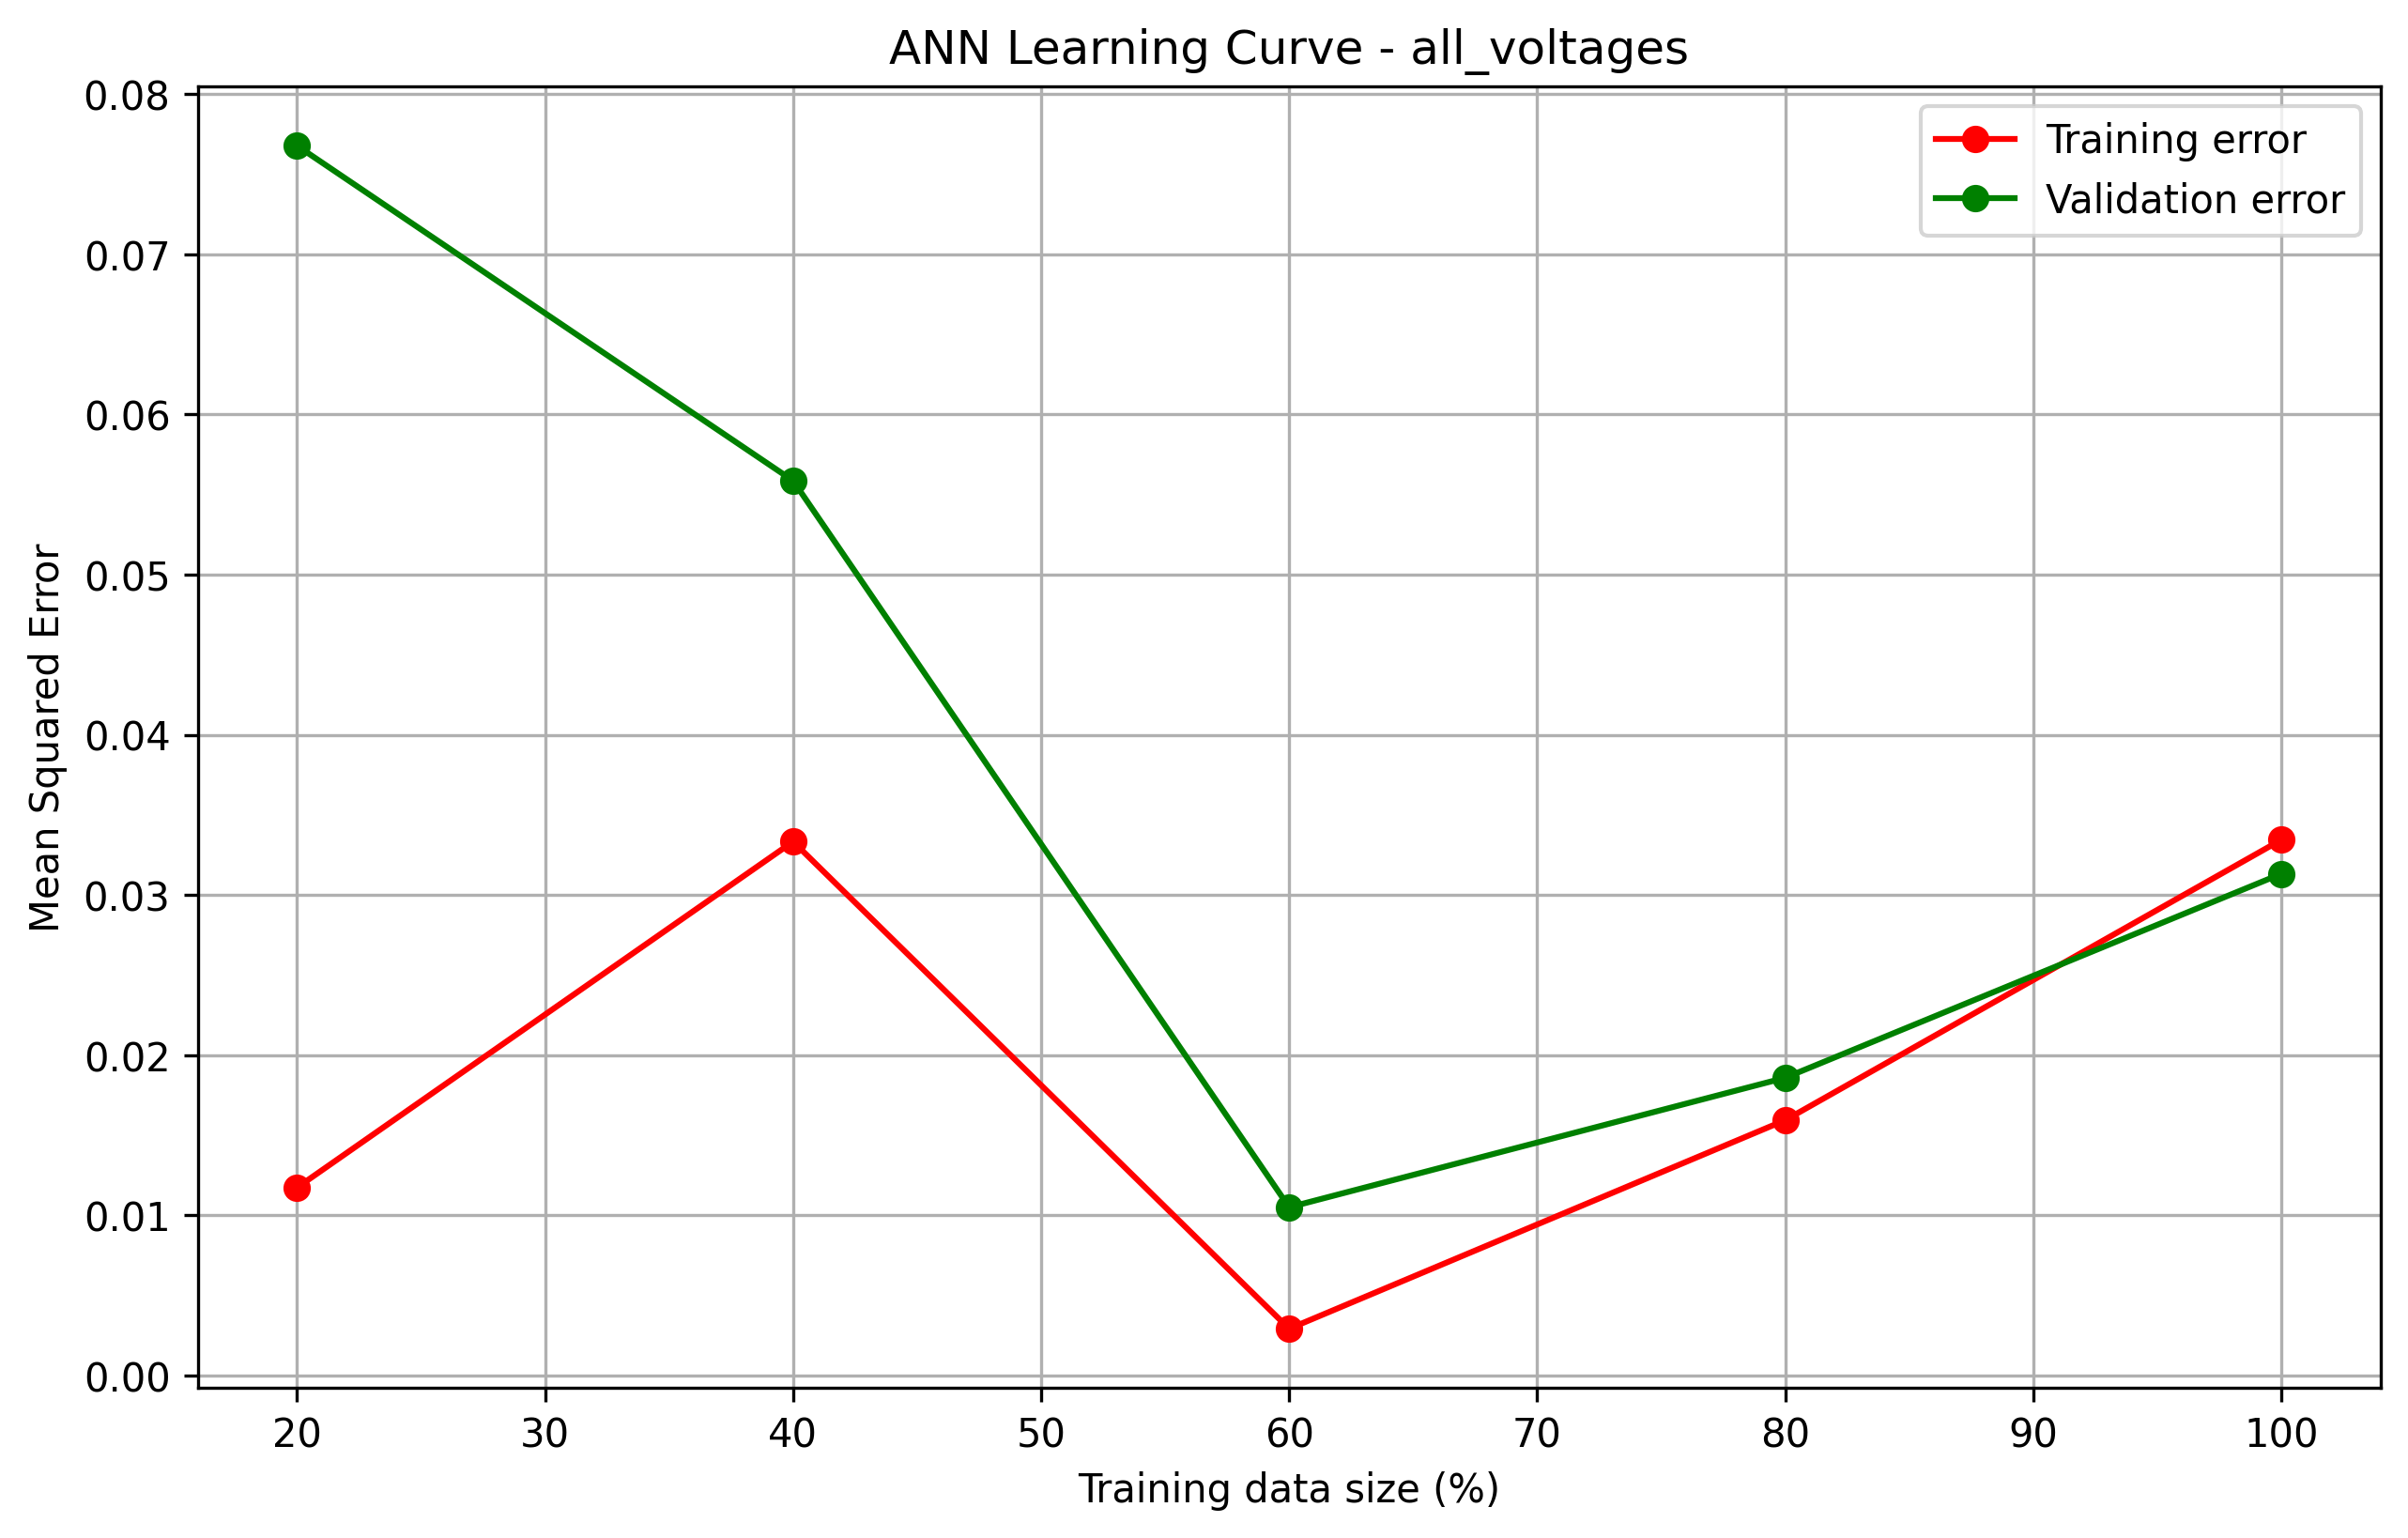 ANN Learning Curve - all_voltages
Training error
Validation error
0.08
0.07
0.06
0.05
0.04
0.03
0.02
0.01
0.00
Mean Squared Error
20 30 40 50 60 70 80 90 100
Training data size (%)